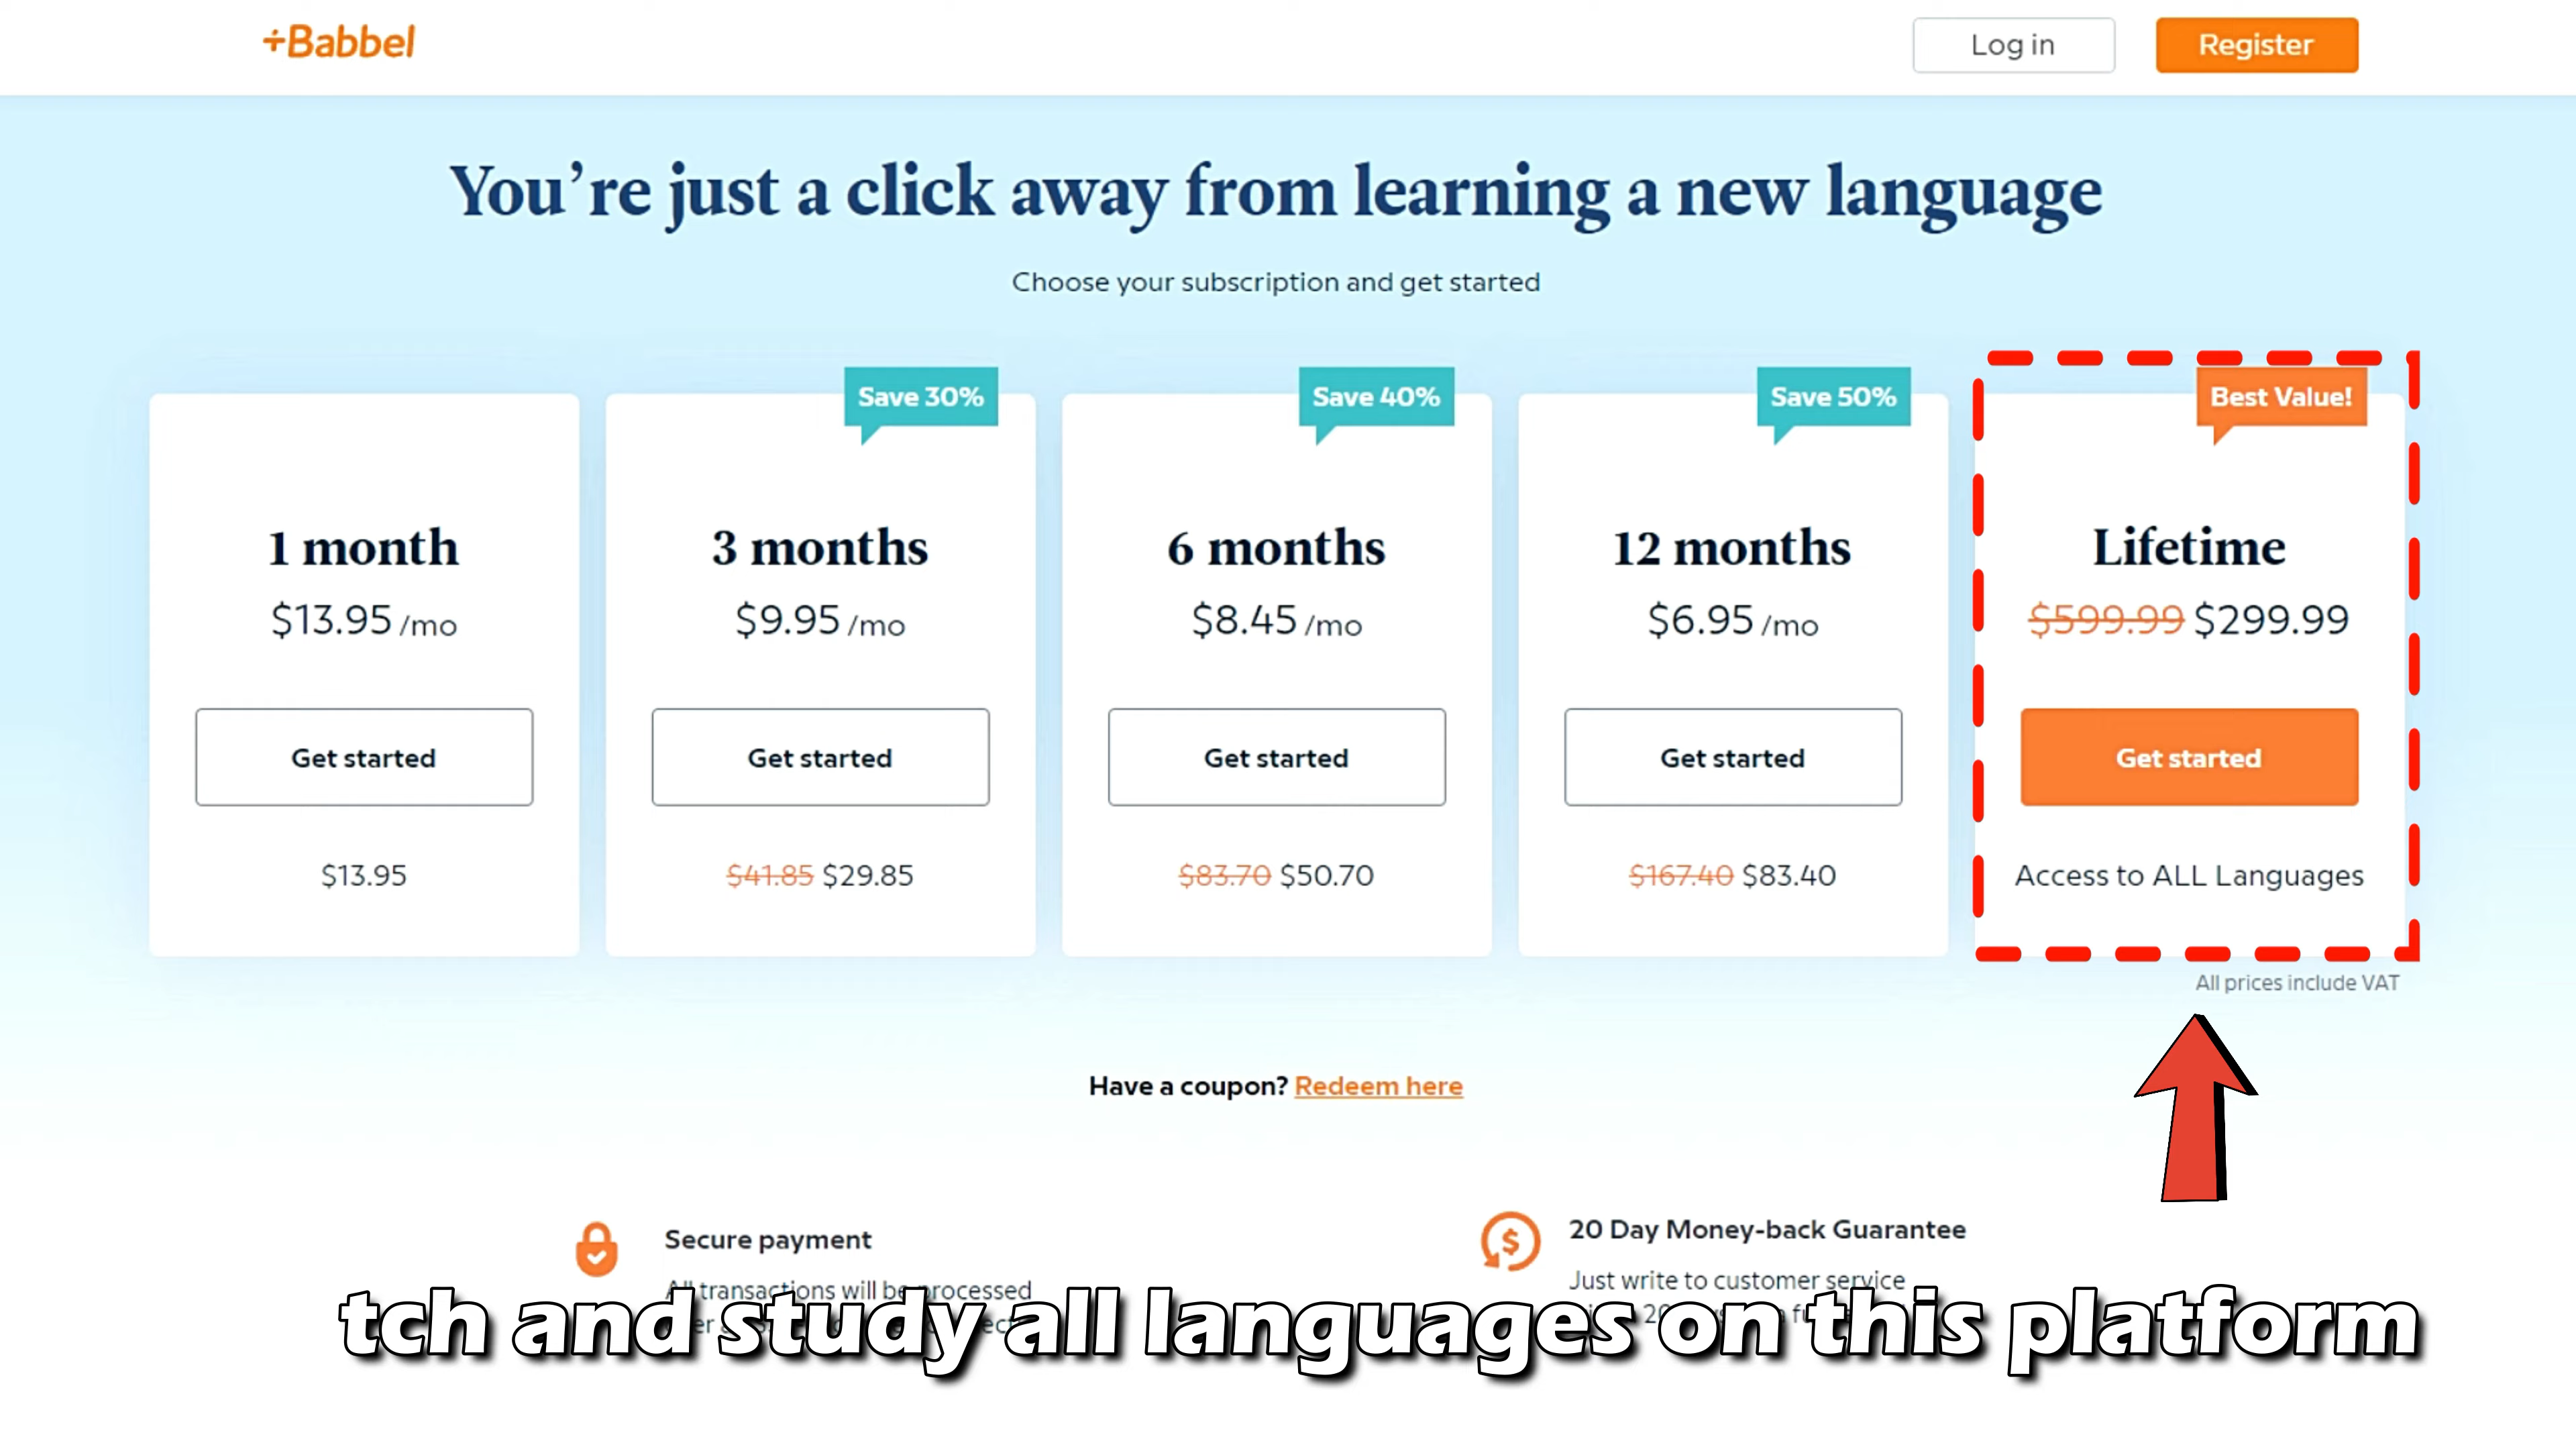 Babbel
Log in
Register
You're just a click away from learning a new language
Choose your subscription and get started
1 month
$13.95 /mo
Get started
$13.95
Save 30%
3 months
$9.95 /mo
Get started
$41.85 $29.85
Save 40%
6 months
$8.45 /mo
Get started
$83.70 $50.70
Save 50%
12 months
$6.95 /mo
Get started
$167.40 $83.40
Best Value!
Lifetime
$599.99 $299.99
Get started
Access to ALL Languages
All prices include VAT
Have a coupon? Redeem here
Secure payment
All transactions will be processed
20 Day Money-back Guarantee
Just write to customer service
tch and study all languages on this platform